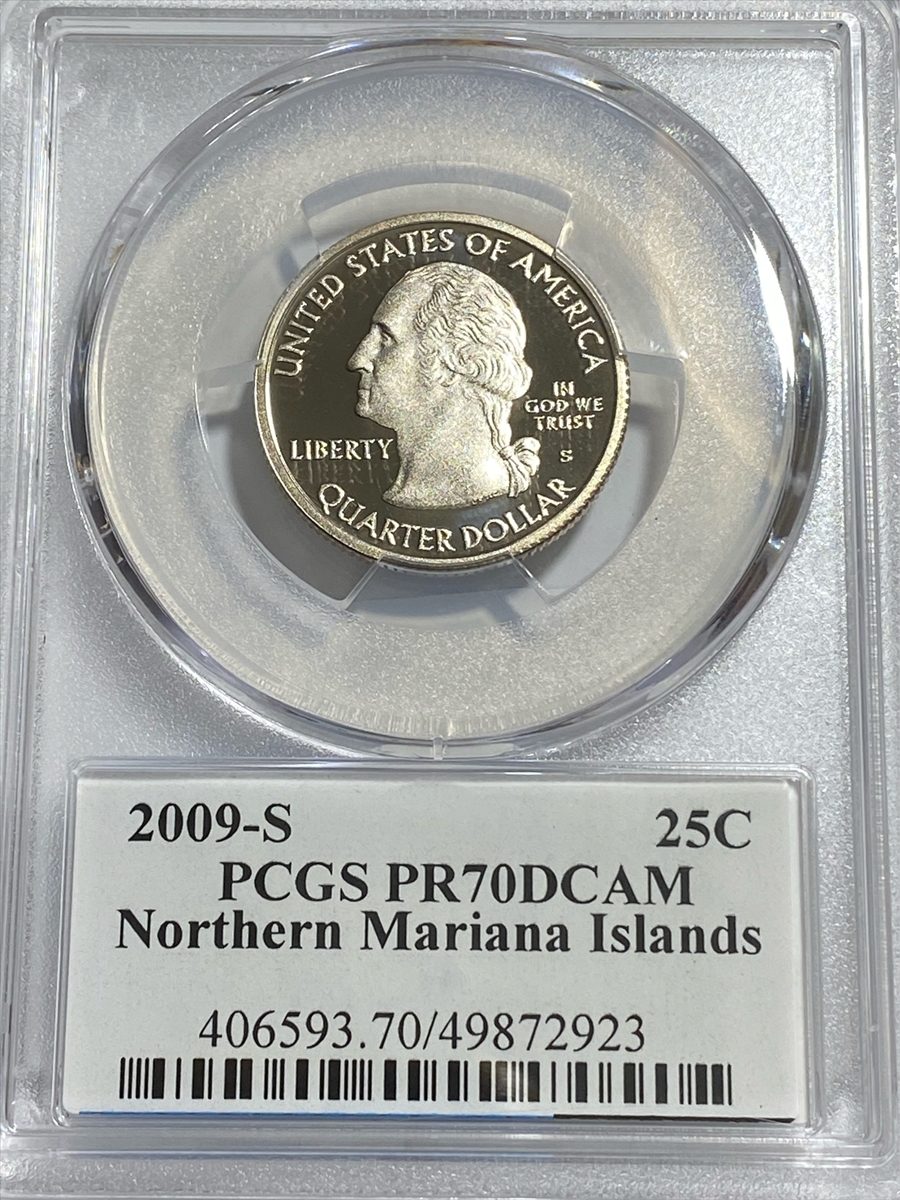 UNITED STATES OF AMERICA
IN
GOD WE
TRUST
LIBERTY
S
QUARTER DOLLAR
2009-S 25C
PCGS PR70DCAM
Northern Mariana Islands
406593.70/49872923